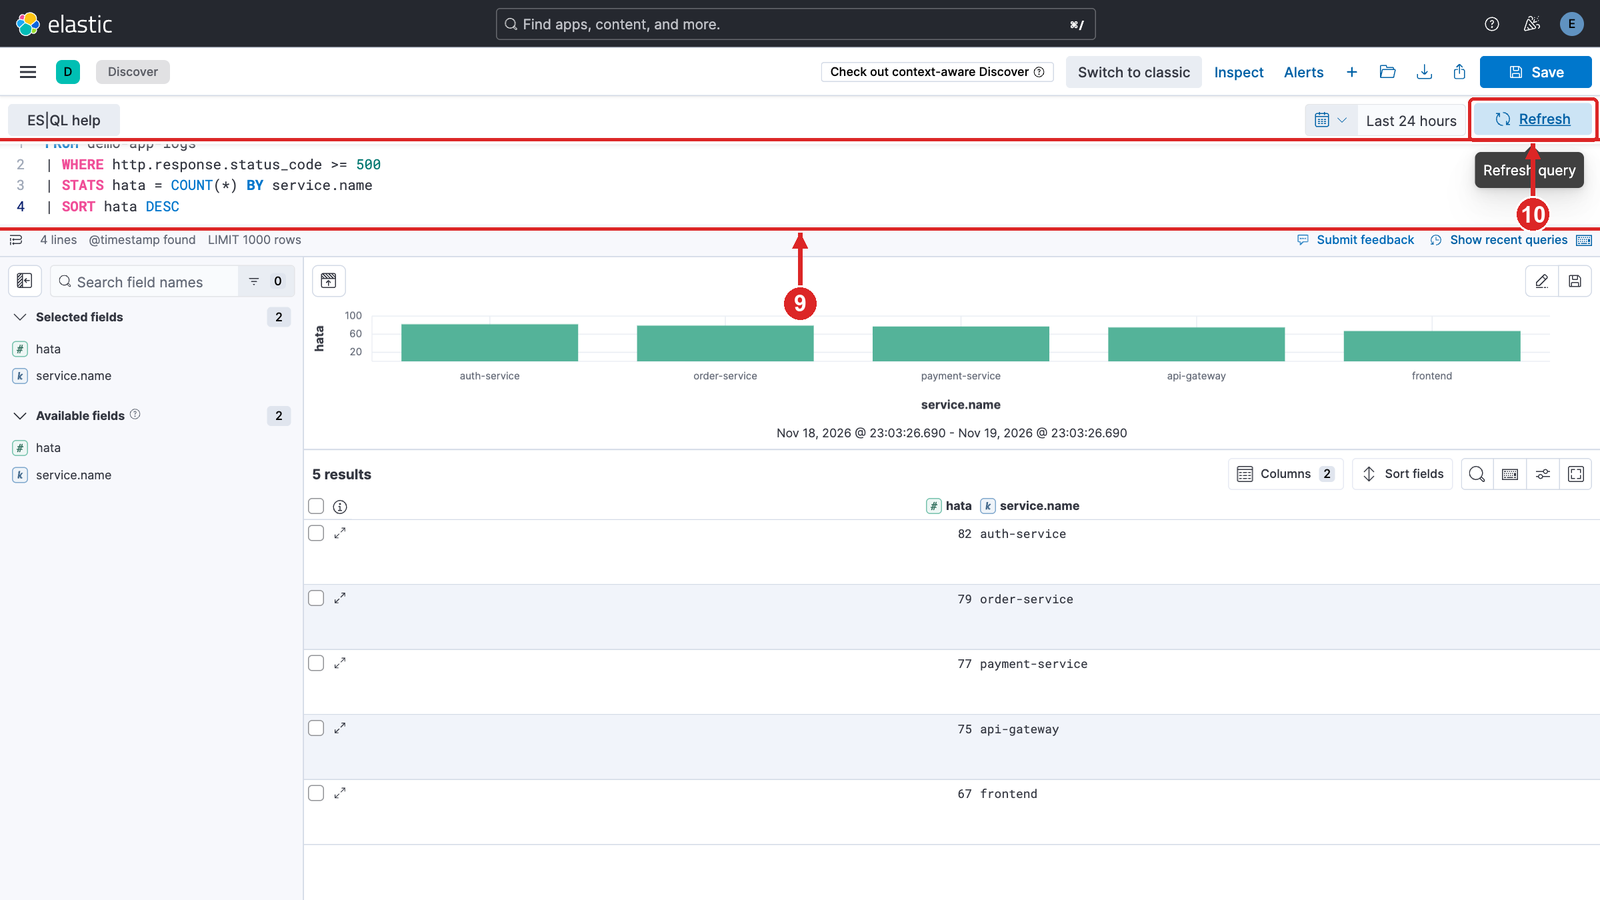 elastic
Find apps, content, and more.
⌘/
E
D
Discover
Check out context-aware Discover
Switch to classic
Inspect
Alerts
Save
ES|QL help
Last 24 hours
Refresh
Refresh query
1 FROM demo-app-logs
2 | WHERE http.response.status_code >= 500
3 | STATS hata = COUNT(*) BY service.name
4 | SORT hata DESC
10
4 lines @timestamp found LIMIT 1000 rows
Submit feedback
Show recent queries
9
Search field names
0
Selected fields
2
# hata
k service.name
Available fields
2
# hata
k service.name
hata
100
60
20
auth-service
order-service
payment-service
api-gateway
frontend
service.name
Nov 18, 2026 @ 23:03:26.690 - Nov 19, 2026 @ 23:03:26.690
5 results
Columns 2
Sort fields
# hata k service.name
82 auth-service
79 order-service
77 payment-service
75 api-gateway
67 frontend